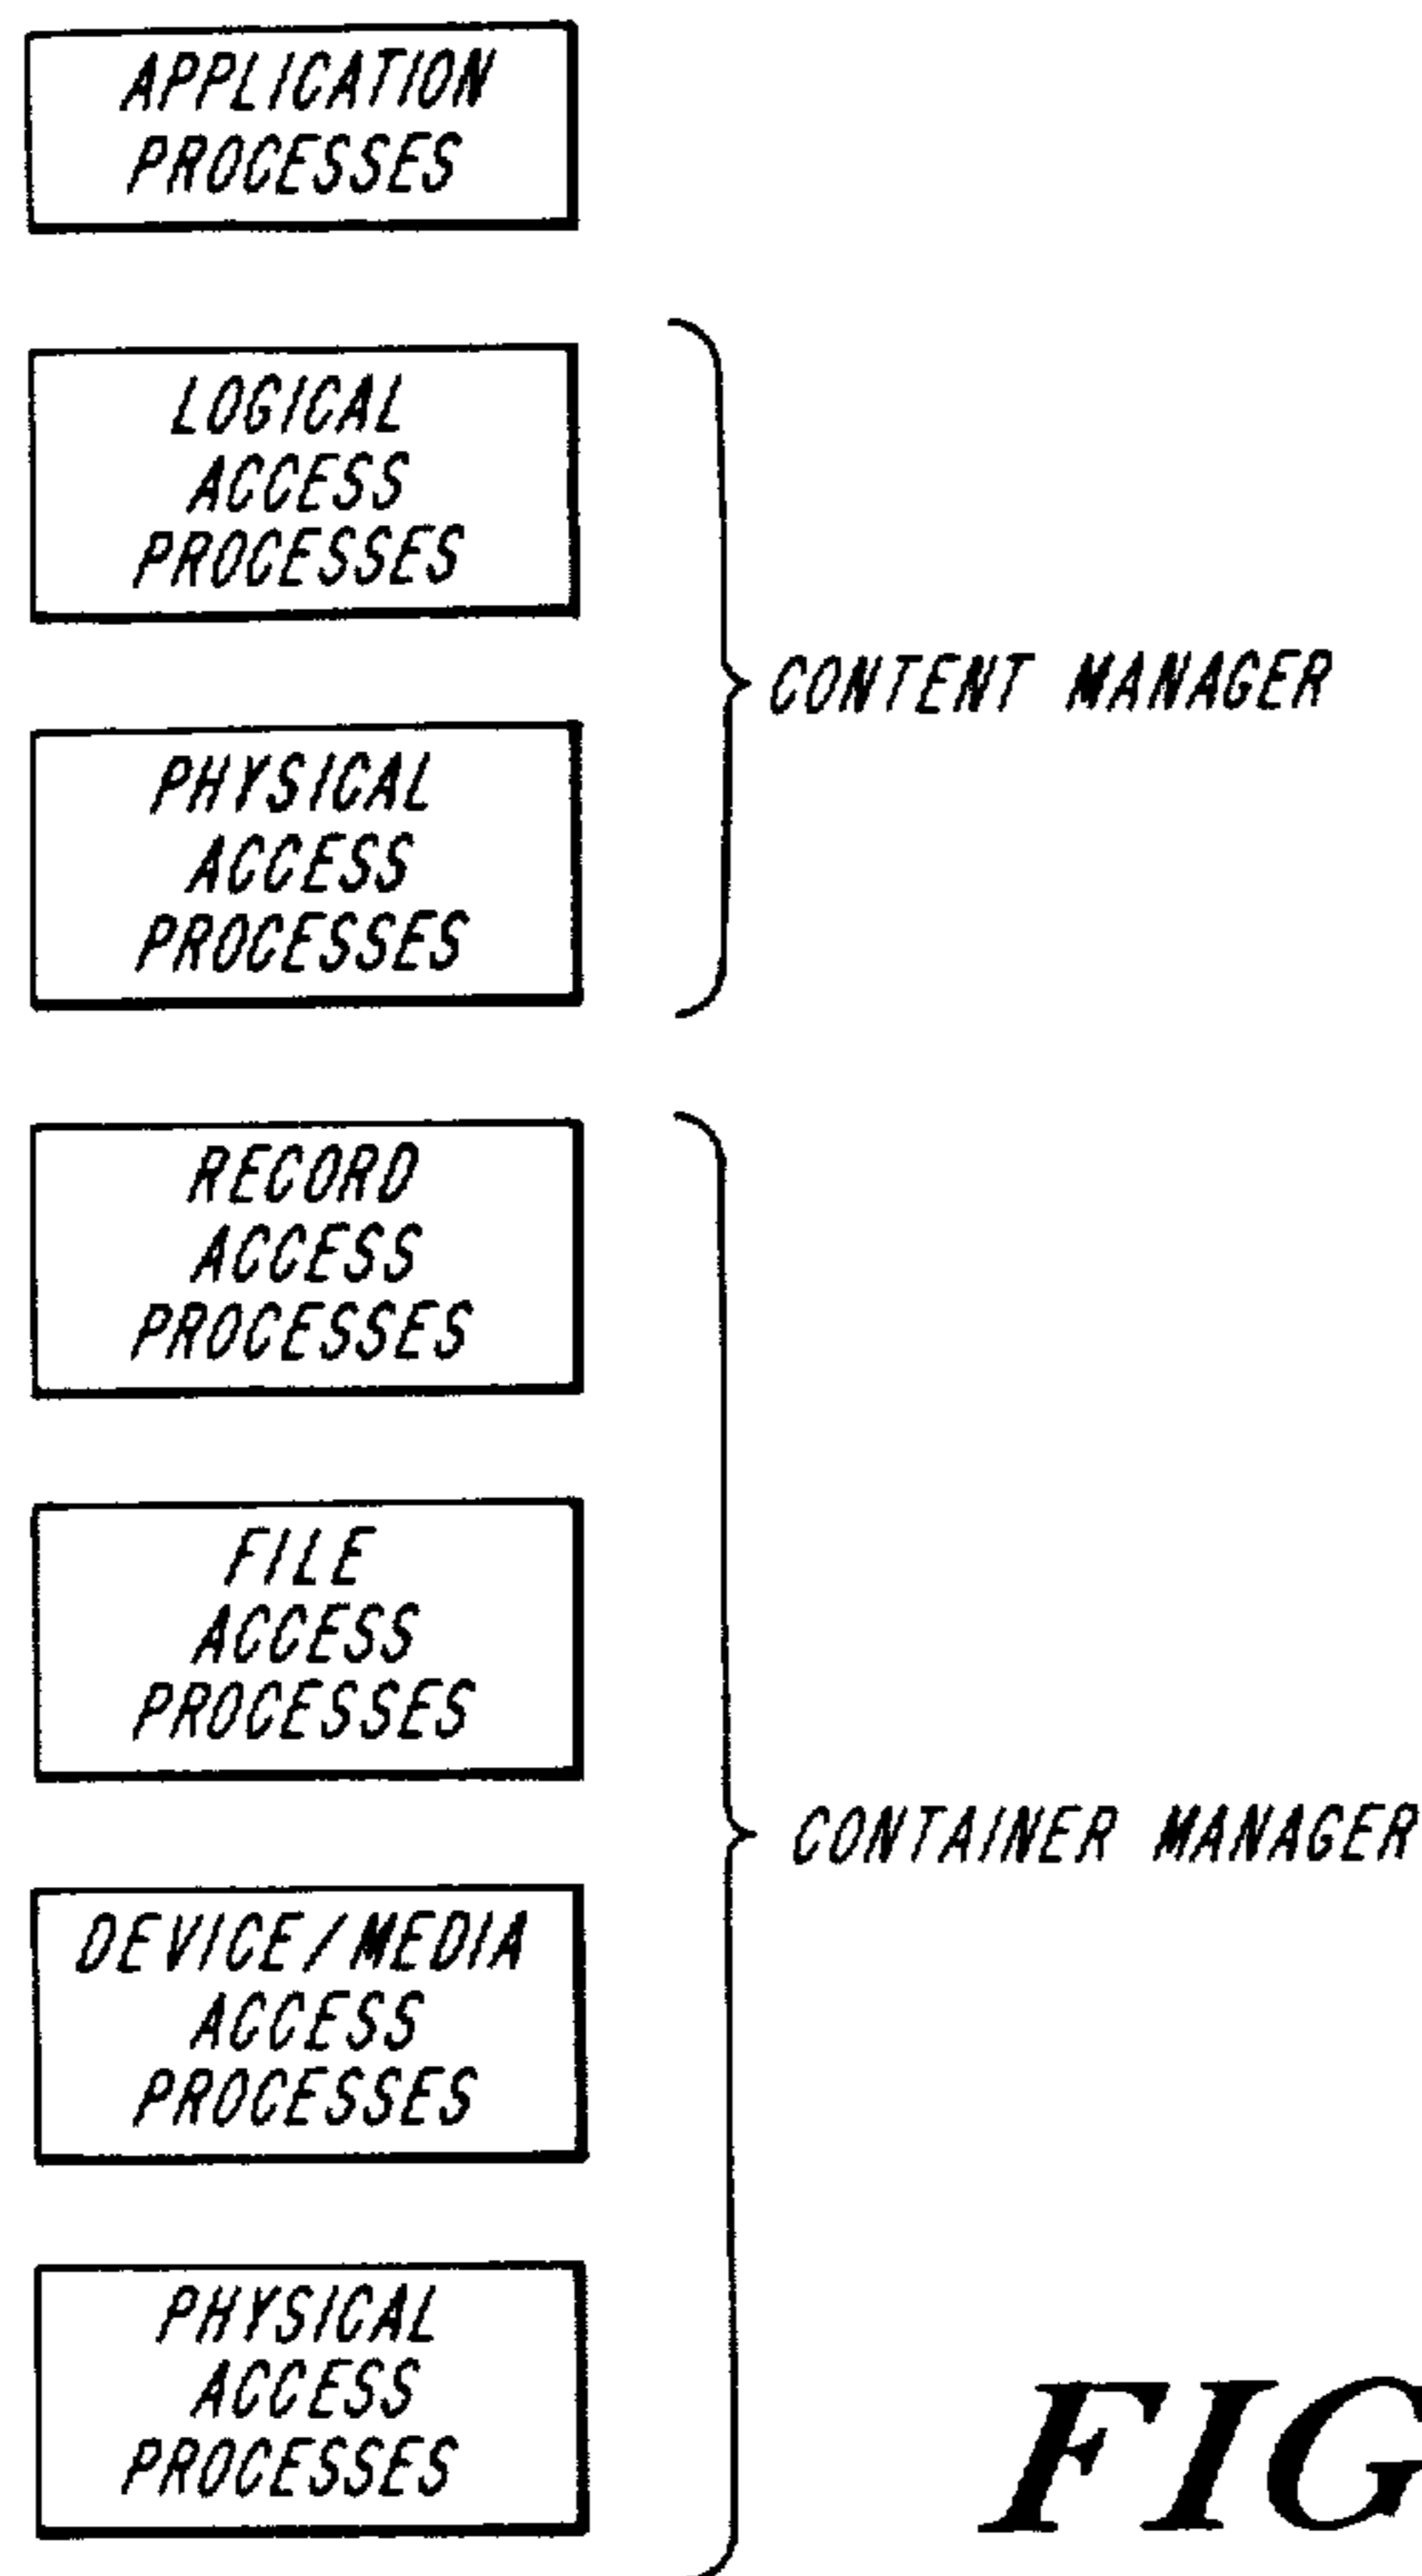 APPLICATION
PROCESSES
LOGICAL
ACCESS
PROCESSES
PHYSICAL
ACCESS
PROCESSES
CONTENT MANAGER
RECORD
ACCESS
PROCESSES
FILE
ACCESS
PROCESSES
DEVICE/MEDIA
ACCESS
PROCESSES
PHYSICAL
ACCESS
PROCESSES
CONTAINER MANAGER
FIG